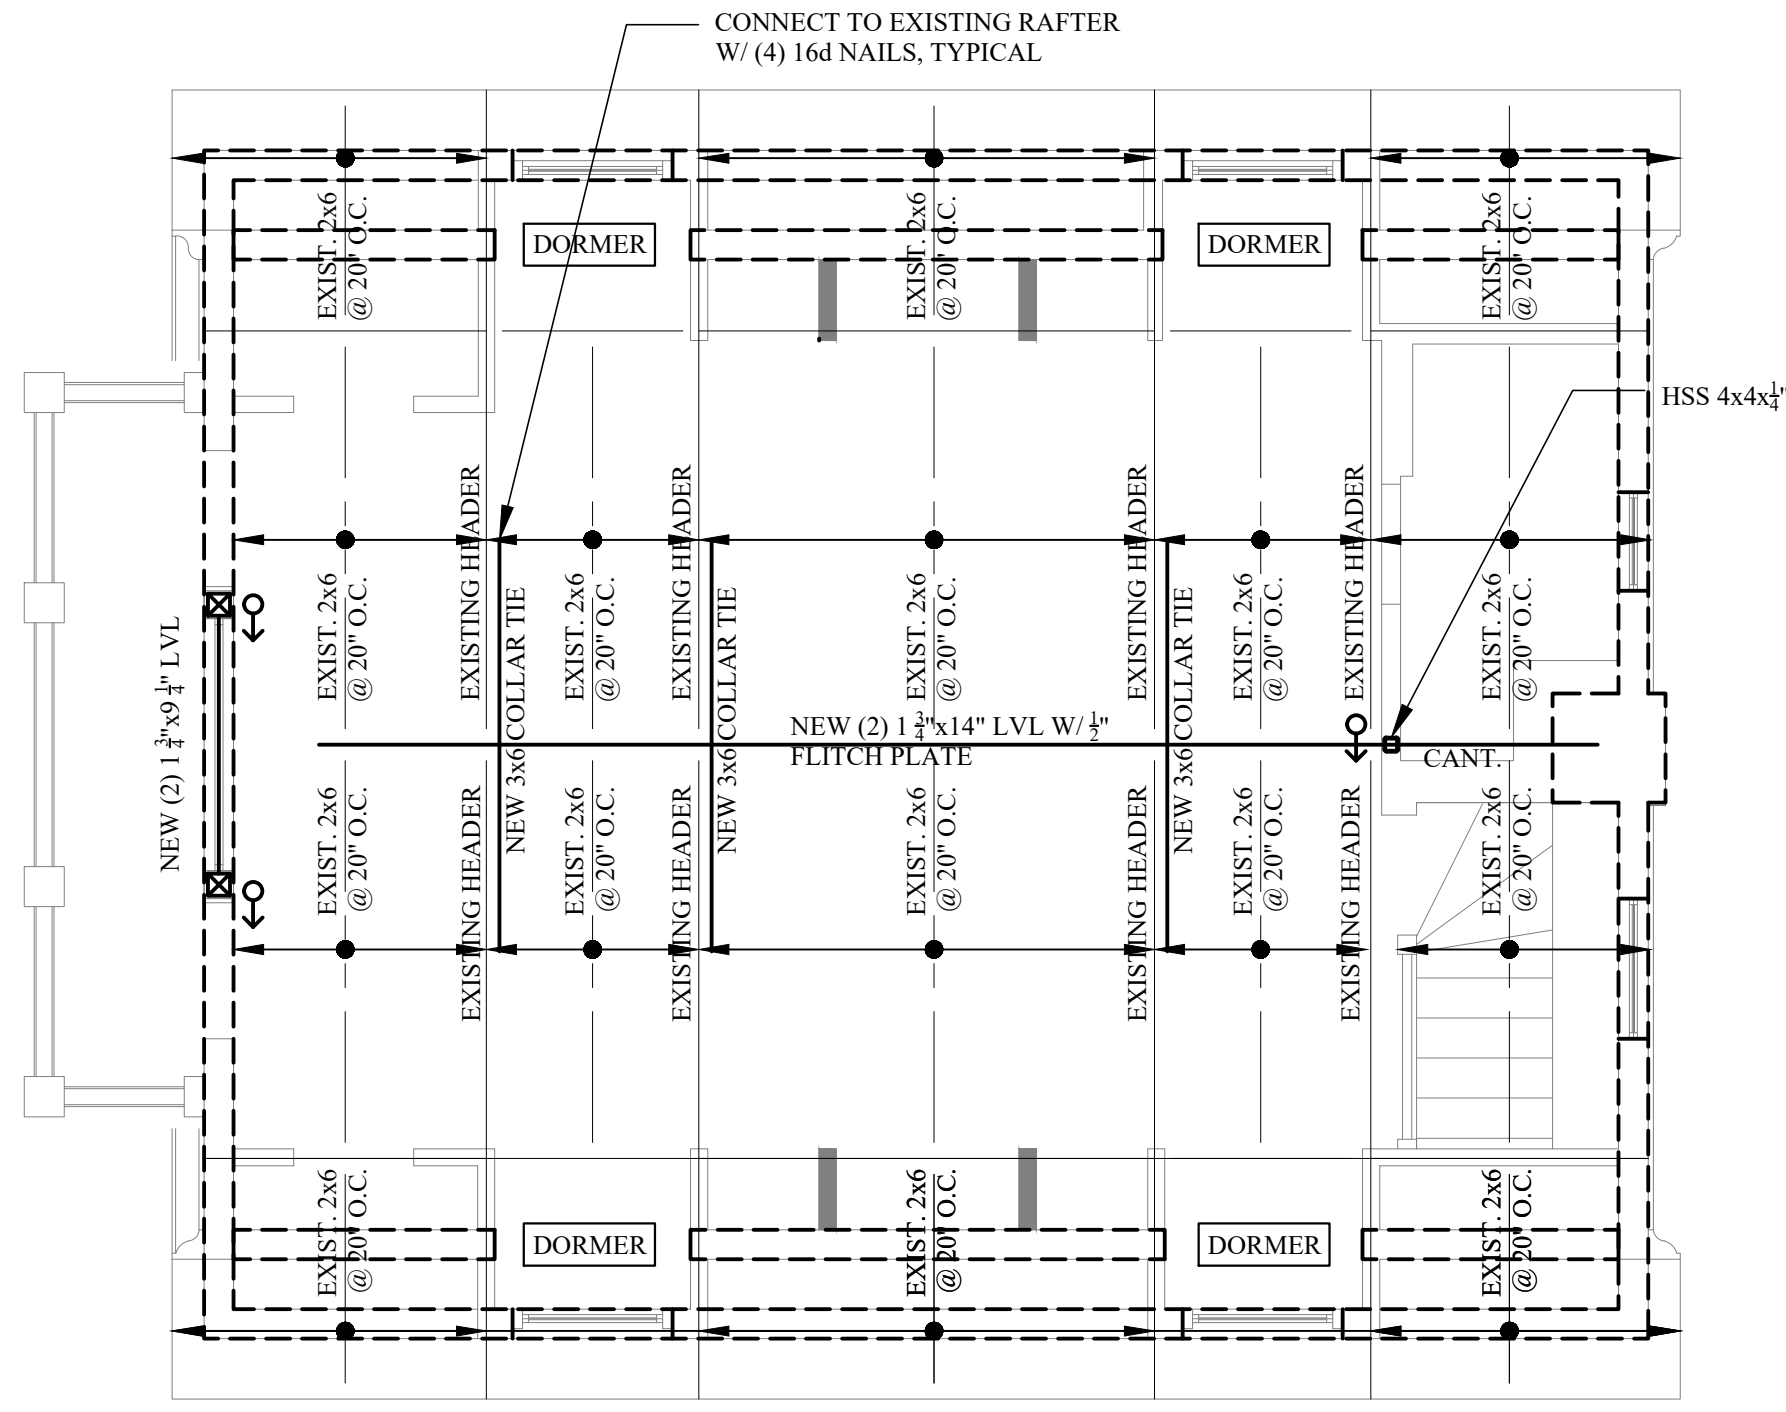 CONNECT TO EXISTING RAFTER
W/ (4) 16d NAILS, TYPICAL
EXIST. 2x6
@ 20" O.C.
DORMER
EXIST. 2x6
@ 20" O.C.
DORMER
EXIST. 2x6
@ 20" O.C.
HSS 4x4x¼"
EXISTING HEADER
EXISTING HEADER
EXISTING HEADER
EXISTING HEADER
EXIST. 2x6
@ 20" O.C.
EXIST. 2x6
@ 20" O.C.
EXIST. 2x6
@ 20" O.C.
EXIST. 2x6
@ 20" O.C.
EXIST. 2x6
@ 20" O.C.
NEW (2) 1 ¾"x9 ¼" LVL
NEW 3x6 COLLAR TIE
NEW 3x6 COLLAR TIE
NEW 3x6 COLLAR TIE
NEW (2) 1 ¾"x14" LVL W/ ½"
FLITCH PLATE
CANT.
EXIST. 2x6
@ 20" O.C.
EXIST. 2x6
@ 20" O.C.
EXIST. 2x6
@ 20" O.C.
EXIST. 2x6
@ 20" O.C.
EXIST. 2x6
@ 20" O.C.
EXISTING HEADER
EXISTING HEADER
EXISTING HEADER
EXISTING HEADER
EXIST. 2x6
@ 20" O.C.
DORMER
EXIST. 2x6
@ 20" O.C.
DORMER
EXIST. 2x6
@ 20" O.C.